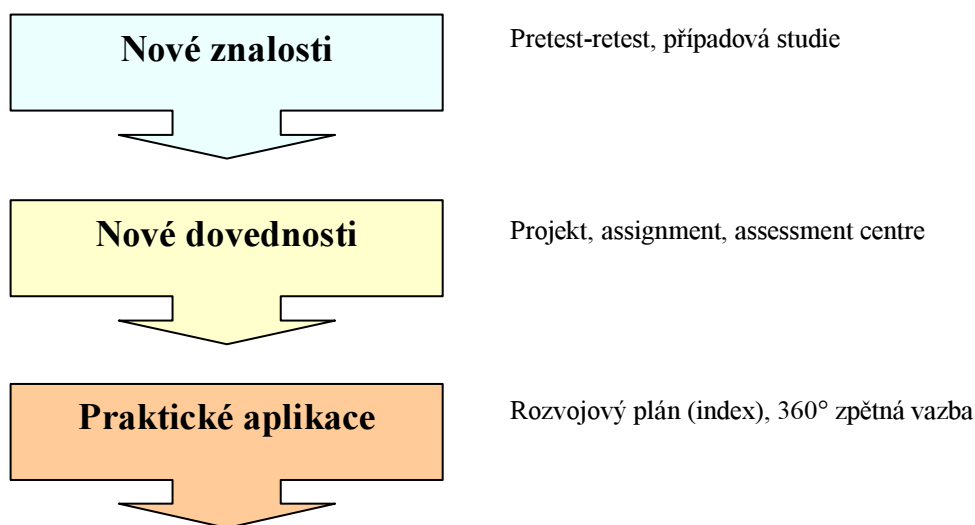 Nové znalosti
Pretest-retest, případová studie
Nové dovednosti
Projekt, assignment, assessment centre
Praktické aplikace
Rozvojový plán (index), 360° zpětná vazba